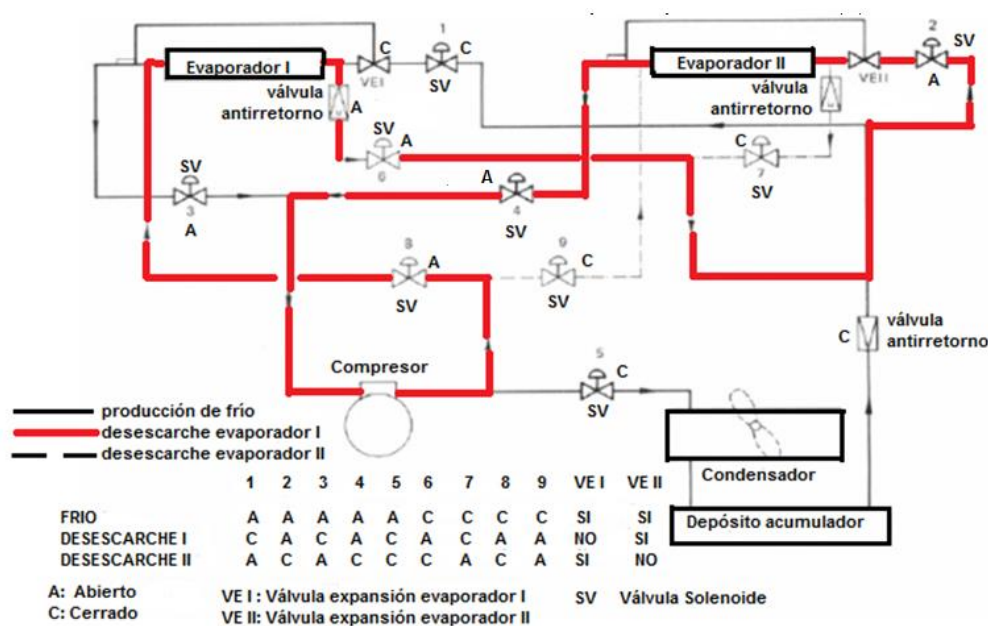 1
2
C
C
SV
Evaporador I
Evaporador II
VE I
SV
VE II
A
válvula
antirretorno
A
válvula
antirretorno
SV
A
C
6
7
SV
SV
A
3
4
A
SV
8
A
9
C
SV
SV
válvula
antirretorno
C
Compresor
5
C
SV
producción de frío
desescarche evaporador I
desescarche evaporador II
Condensador
Depósito acumulador
1 2 3 4 5 6 7 8 9 VE I VE II
FRIO A A A A A C C C C SI SI
DESESCARCHE I C A C A C A C A A NO SI
DESESCARCHE II A C A C C C A C A SI NO
A: Abierto
C: Cerrado
VE I : Válvula expansión evaporador I
VE II: Válvula expansión evaporador II
SV Válvula Solenoide